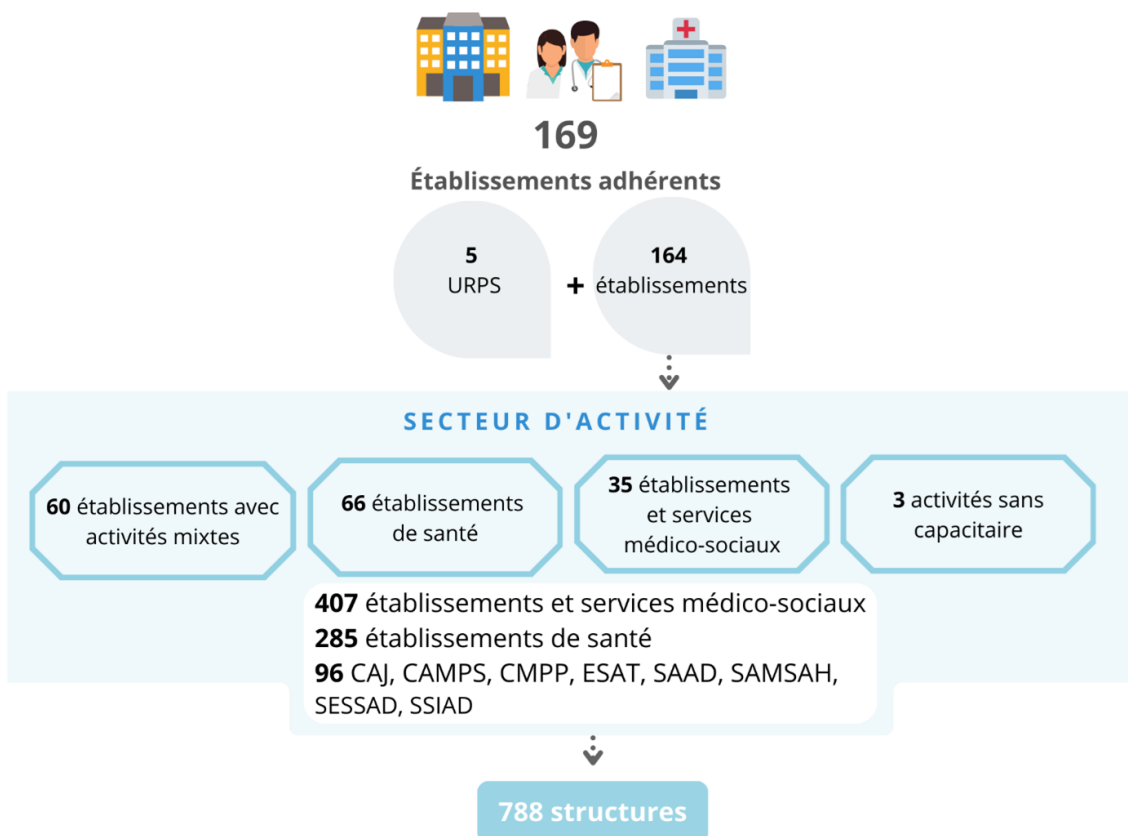 169
Établissements adhérents
5
URPS
+
164
établissements
SECTEUR D'ACTIVITÉ
60 établissements avec
activités mixtes
66 établissements
de santé
35 établissements
et services
médico-sociaux
3 activités sans
capacitaire
407 établissements et services médico-sociaux
285 établissements de santé
96 CAJ, CAMPS, CMPP, ESAT, SAAD, SAMSAH,
SESSAD, SSIAD
788 structures